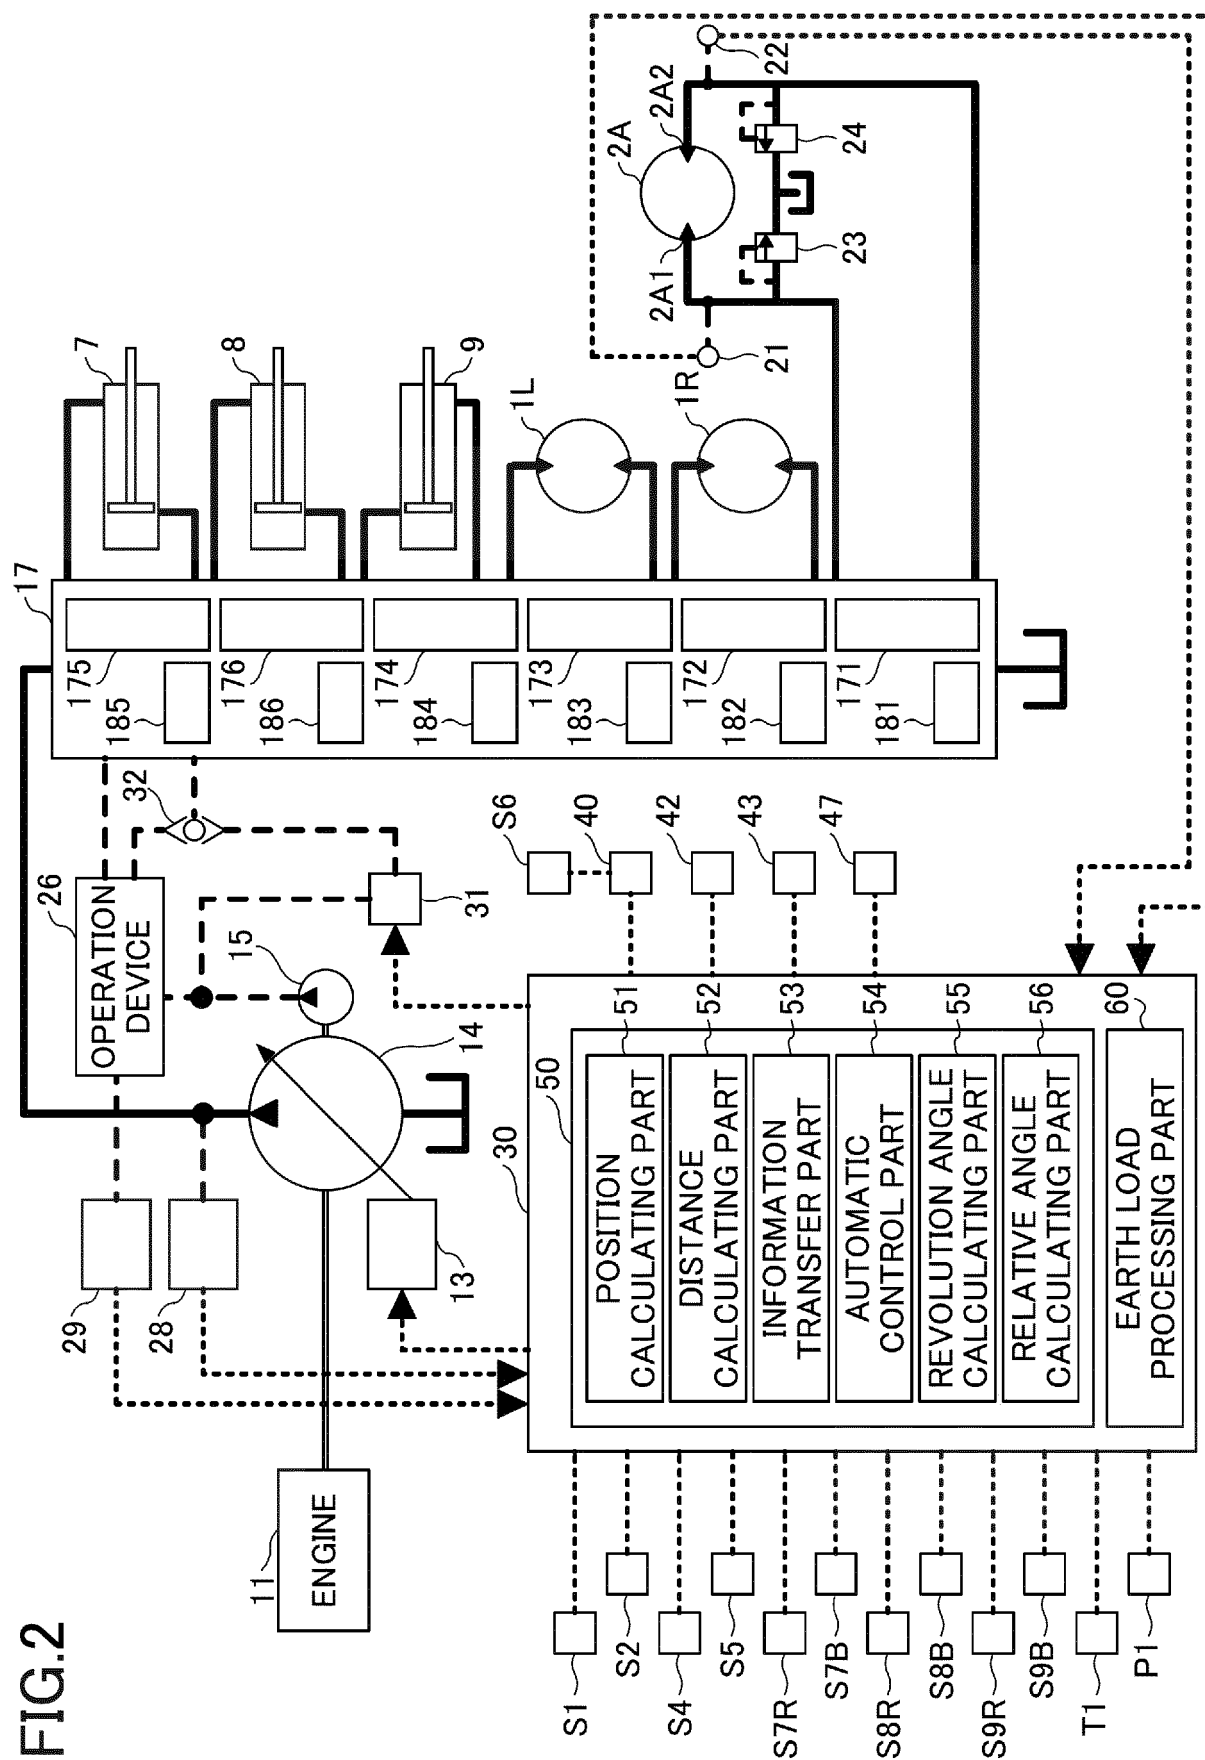 FIG.2
11
ENGINE
29
28
13
14
15
26
OPERATION
DEVICE
32
31
17
175
185
176
186
174
184
173
183
172
182
171
181
7
8
9
1L
1R
2A
2A1
2A2
21
22
23
24
S6
40
42
43
47
30
50
POSITION
CALCULATING PART
51
DISTANCE
CALCULATING PART
52
INFORMATION
TRANSFER PART
53
AUTOMATIC
CONTROL PART
54
REVOLUTION ANGLE
CALCULATING PART
55
RELATIVE ANGLE
CALCULATING PART
56
EARTH LOAD
PROCESSING PART
60
S1
S2
S4
S5
S7R
S7B
S8R
S8B
S9R
S9B
T1
P1